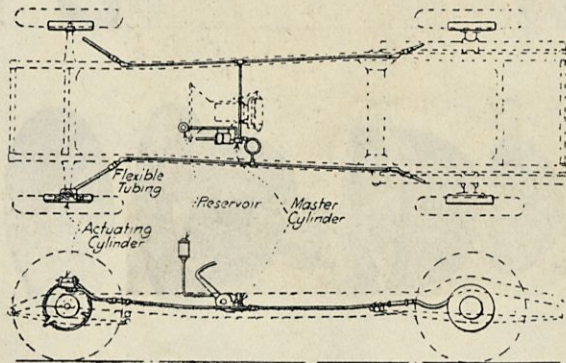 Flexible
Tubing
Reservoir
Master
Cylinder
Actuating
Cylinder